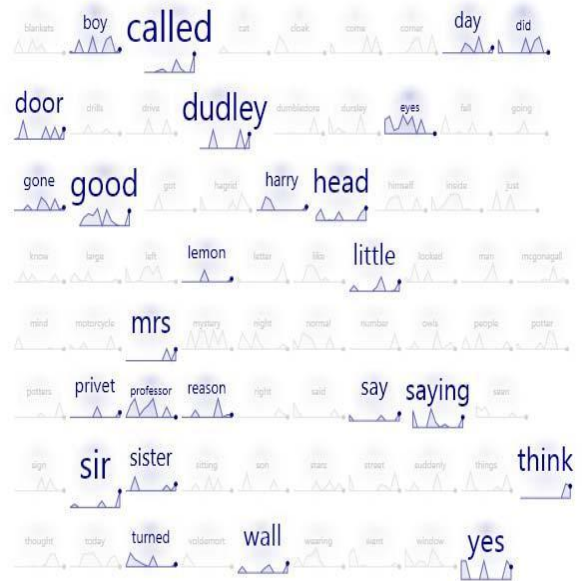 blankets boy called cat cloak come corner day did
door drills drive dudley dumbledore dursley eyes fell going
gone good got hagrid harry head himself inside just
know large left lemon letter like little looked man mcgonagall
mind motorcycle mrs mystery night normal number owls people potter
potters privet professor reason right said say saying seen
sign sir sister sitting son stars street suddenly things think
thought today turned voldemort wall wearing want window yes